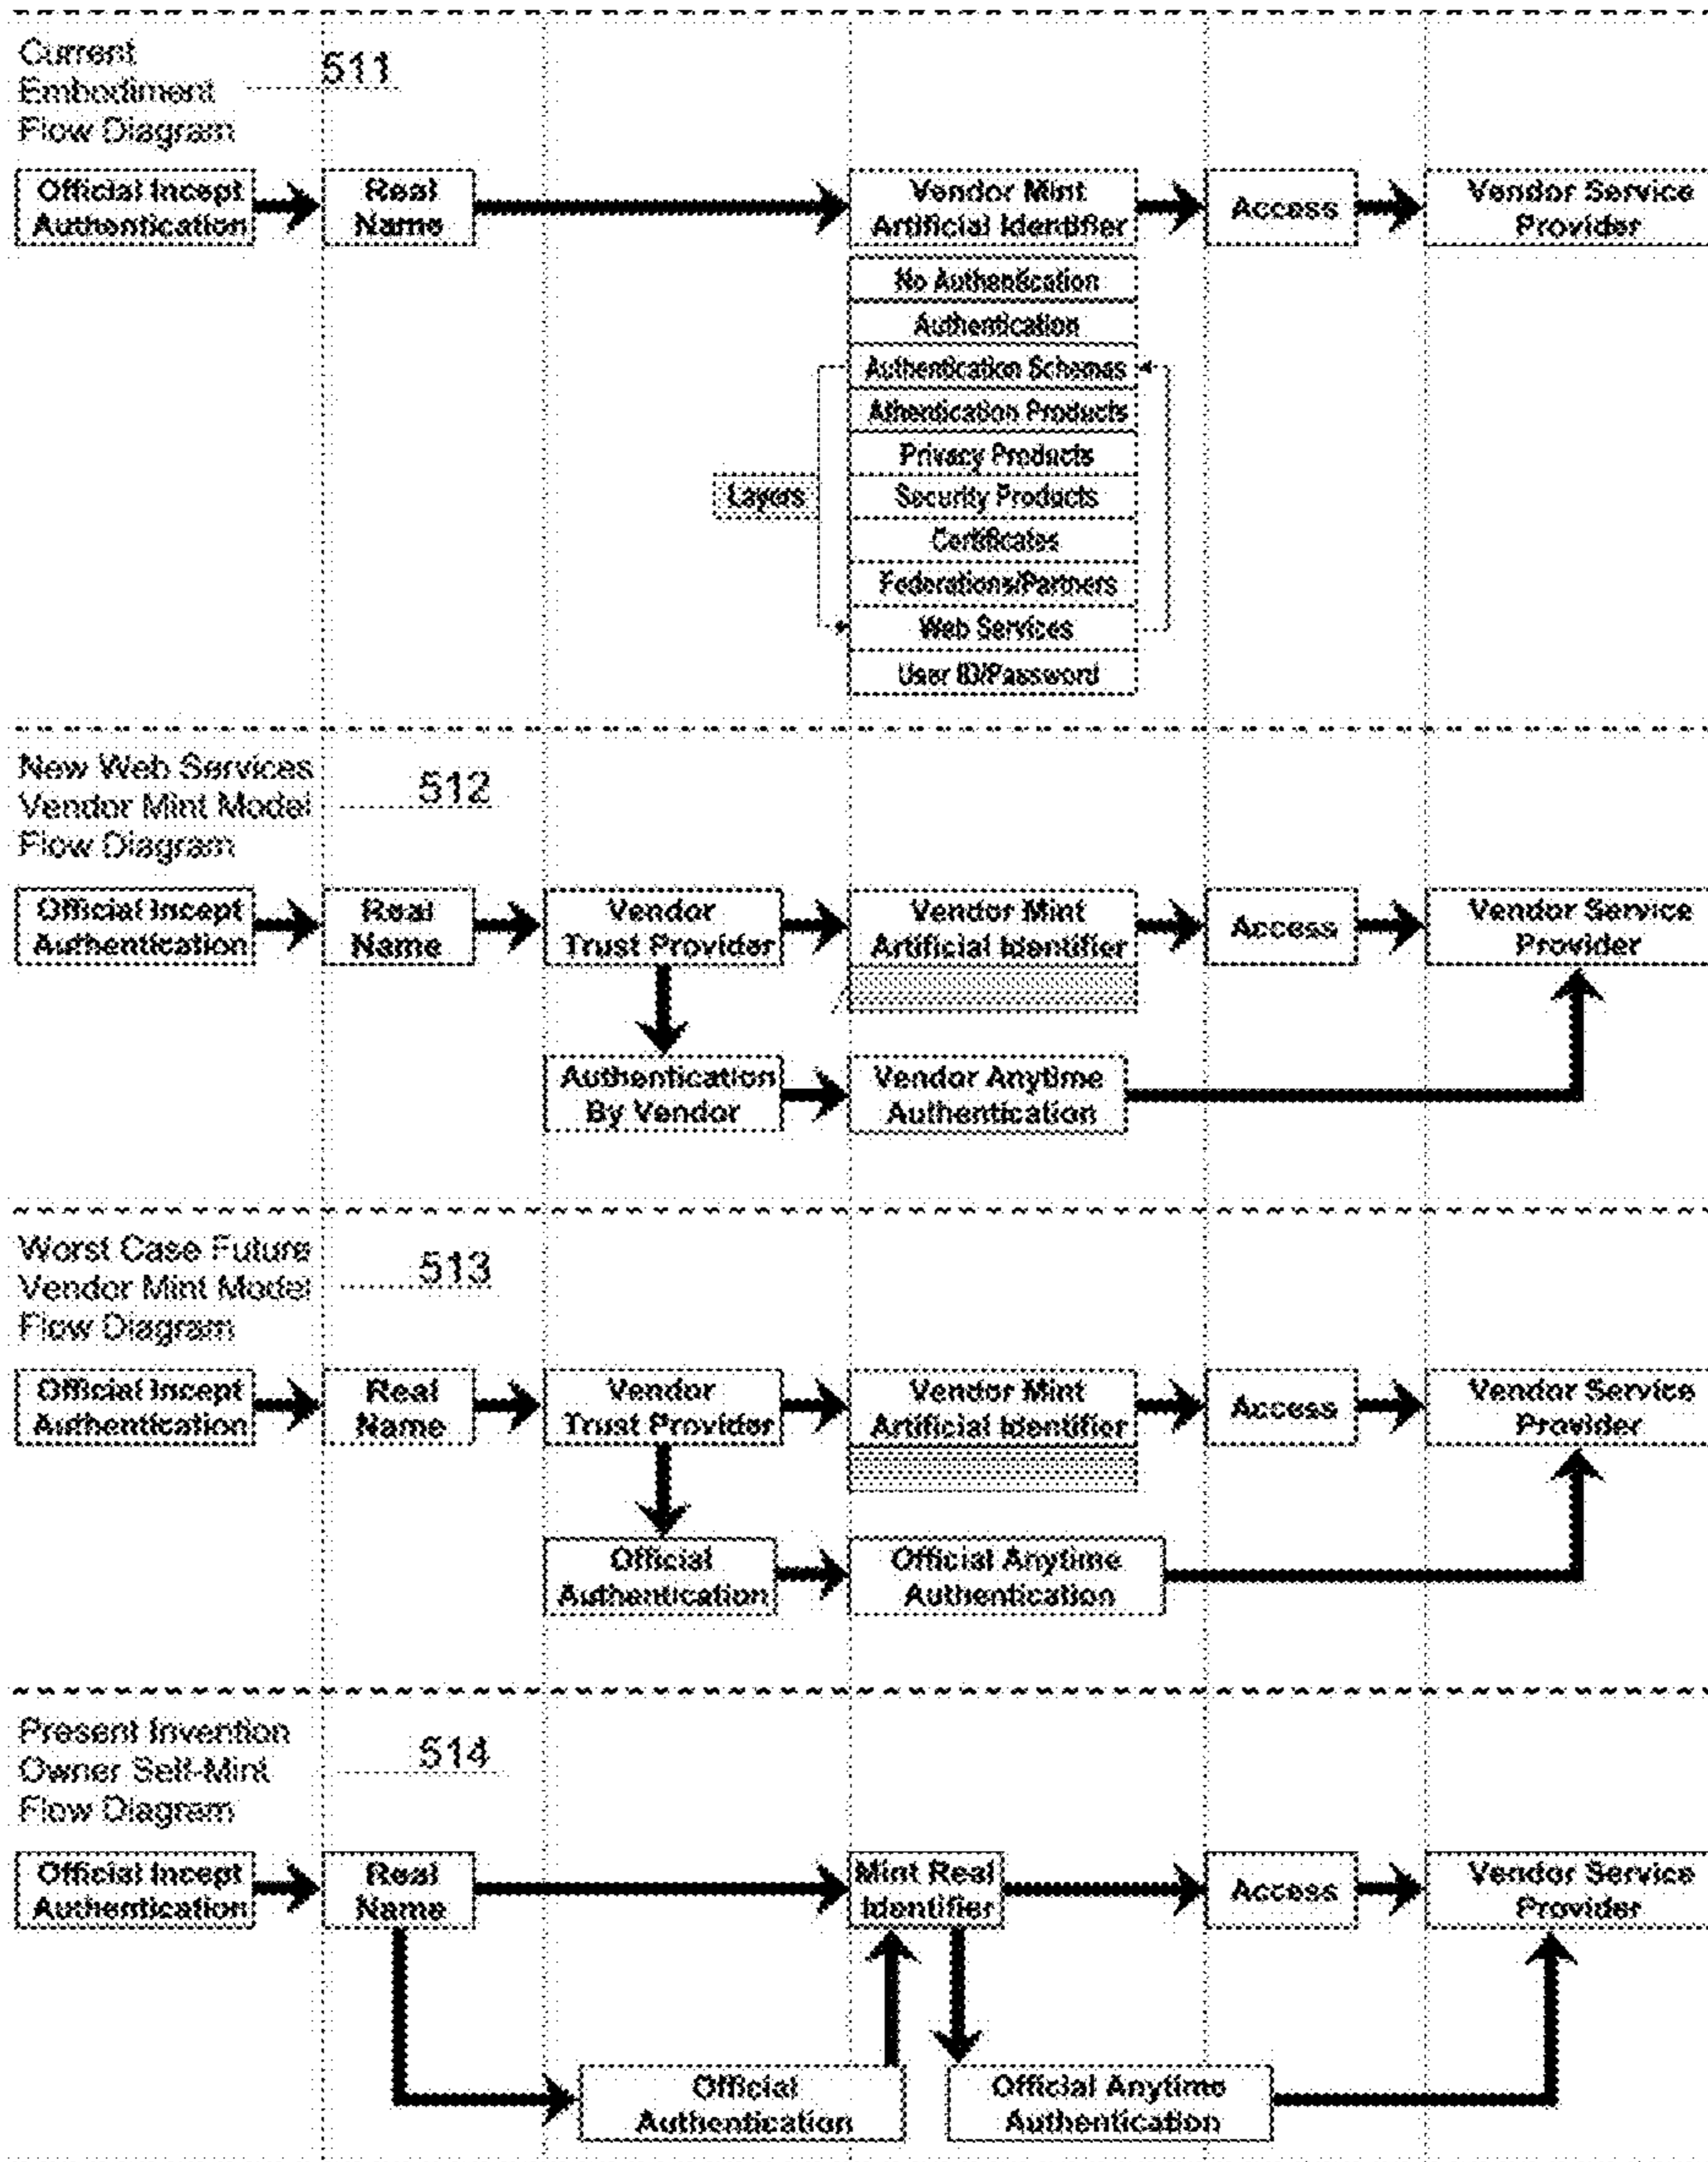 Current
Embodiment
Flow Diagram
511
Official Incept
Authentication
Real
Name
Vendor Mint
Artificial Identifier
Access
Vendor Service
Provider
No Authentication
Authentication
Authentication Schemas
Athentication Products
Privacy Products
Security Products
Certificates
Federations/Partners
Web Services
User ID/Password
Layers
New Web Services
Vendor Mint Model
Flow Diagram
512
Official Incept
Authentication
Real
Name
Vendor
Trust Provider
Vendor Mint
Artificial Identifier
Access
Vendor Service
Provider
Authentication
By Vendor
Vendor Anytime
Authentication
Worst Case Future
Vendor Mint Model
Flow Diagram
513
Official Incept
Authentication
Real
Name
Vendor
Trust Provider
Vendor Mint
Artificial Identifier
Access
Vendor Service
Provider
Official
Authentication
Official Anytime
Authentication
Present Invention
Owner Self-Mint
Flow Diagram
514
Official Incept
Authentication
Real
Name
Mint Real
Identifier
Access
Vendor Service
Provider
Official
Authentication
Official Anytime
Authentication